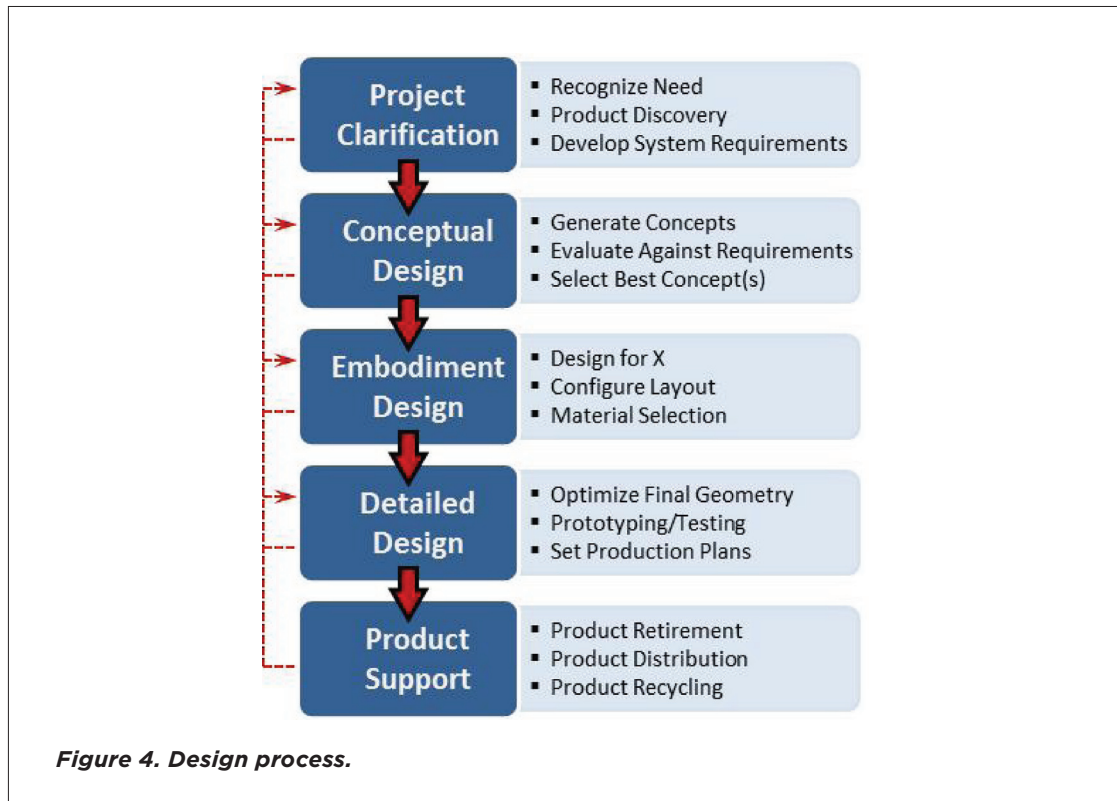 Project
Clarification
▪ Recognize Need
▪ Product Discovery
▪ Develop System Requirements
Conceptual
Design
▪ Generate Concepts
▪ Evaluate Against Requirements
▪ Select Best Concept(s)
Embodiment
Design
▪ Design for X
▪ Configure Layout
▪ Material Selection
Detailed
Design
▪ Optimize Final Geometry
▪ Prototyping/Testing
▪ Set Production Plans
Product
Support
▪ Product Retirement
▪ Product Distribution
▪ Product Recycling
Figure 4. Design process.